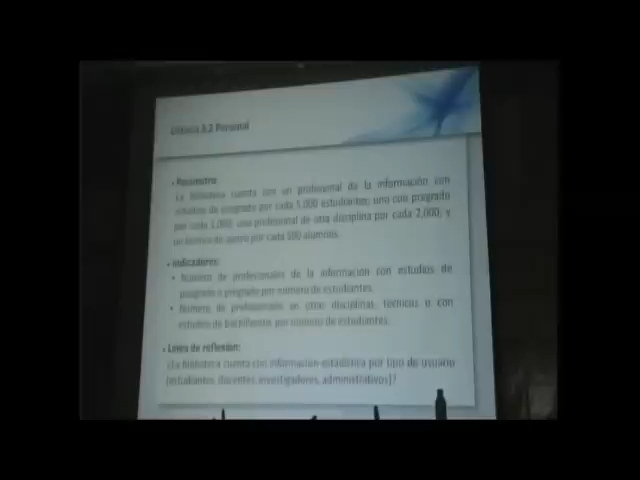 3.2 Personal
• Parámetro
La biblioteca cuenta con un profesional de la información con
estudios de posgrado por cada 5,000 estudiantes; uno con pregrado
por cada 1,000; un profesional de otra disciplina por cada 2,000; y
un técnico de apoyo por cada 500 alumnos.
• Indicadores:
• Número de profesionales de la información con estudios de
posgrado o pregrado por número de estudiantes.
• Número de profesionales en otras disciplinas, técnicos o con
estudios de bachillerato por número de estudiantes.
• de reflexión:
¿La biblioteca cuenta con información estadística por tipo de usuario
(estudiantes, docentes, investigadores, administrativos)?